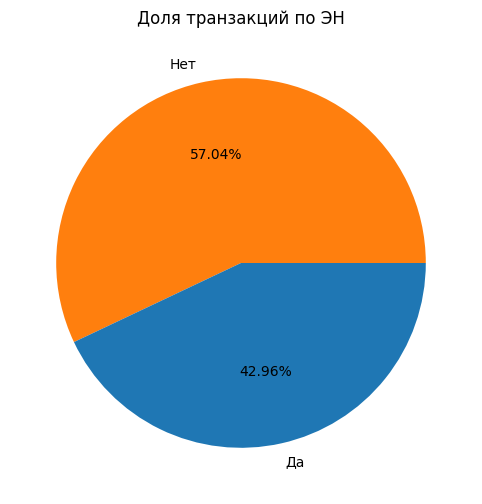 Доля транзакций по ЭН
Нет
57.04%
42.96%
Да